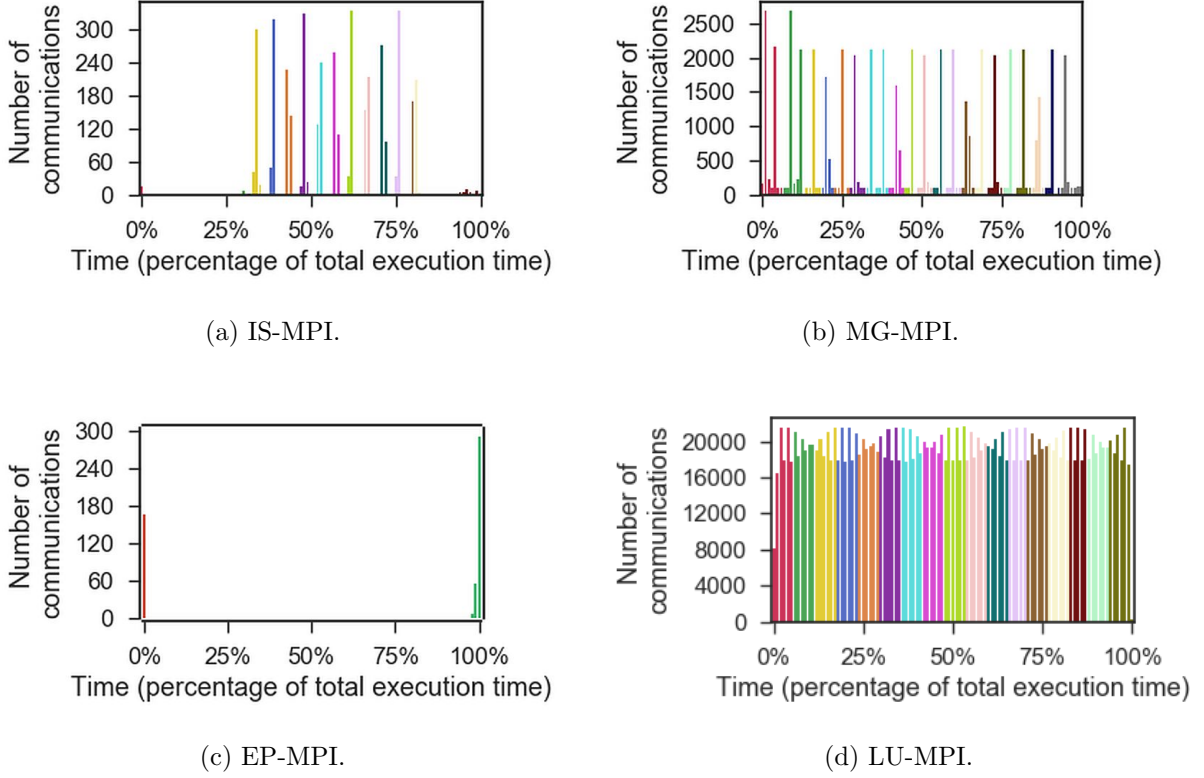 Number of
communications
300
240
180
120
60
0
0%
25%
50%
75%
100%
Time (percentage of total execution time)
(a) IS-MPI.
Number of
communications
2500
2000
1500
1000
500
0
0%
25%
50%
75%
100%
Time (percentage of total execution time)
(b) MG-MPI.
Number of
communications
300
240
180
120
60
0
0%
25%
50%
75%
100%
Time (percentage of total execution time)
(c) EP-MPI.
Number of
communications
20000
16000
12000
8000
4000
0
0%
25%
50%
75%
100%
Time (percentage of total execution time)
(d) LU-MPI.